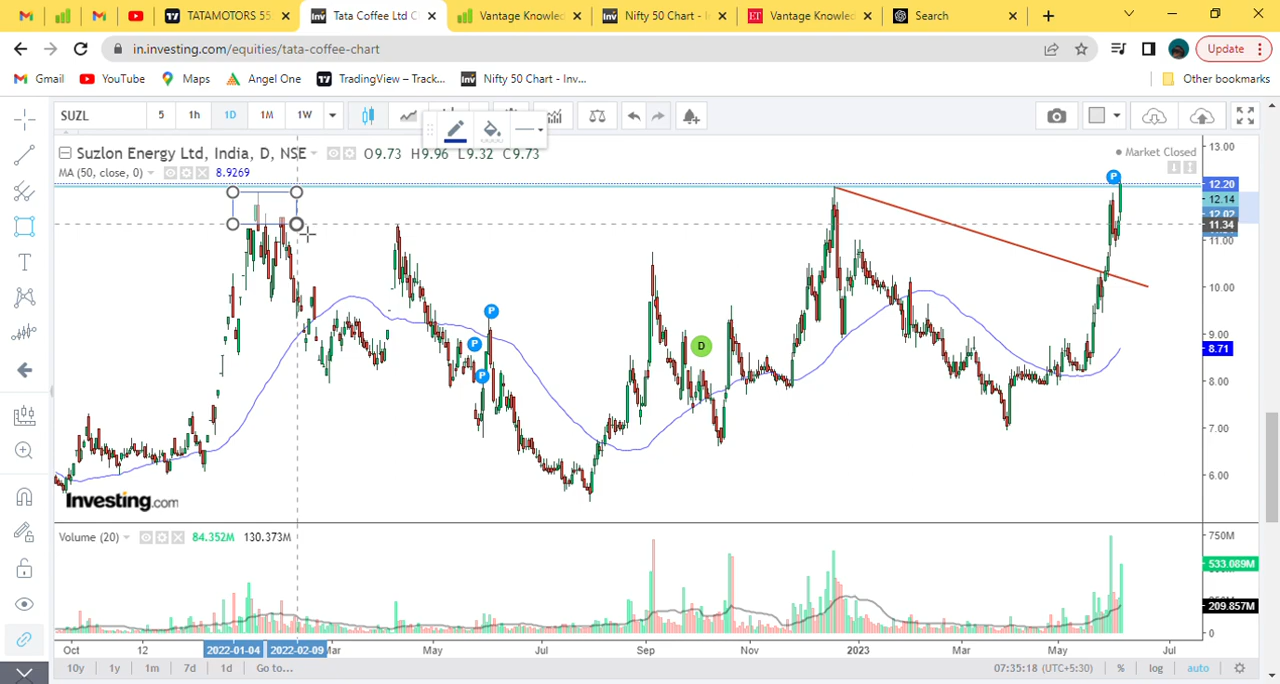 TATAMOTORS 55
Tata Coffee Ltd C
Vantage Knowled
Nifty 50 Chart - In
Vantage Knowled
Search
in.investing.com/equities/tata-coffee-chart
Update
Gmail
YouTube
Maps
Angel One
TradingView – Track...
Nifty 50 Chart - Inv...
Other bookmarks
SUZL
5
1h
1D
1M
1W
Suzlon Energy Ltd, India, D, NSE
O9.73 H9.96 L9.32 C9.73
Market Closed
MA (50, close, 0)
8.9269
13.00
12.20
12.14
12.02
11.34
11.00
10.00
9.00
8.71
8.00
7.00
6.00
P
P
P
P
D
Investing.com
Volume (20)
84.352M
130.373M
750M
533.089M
209.857M
0
Oct
12
2022-01-04
2022-02-09
Mar
May
Jul
Sep
Nov
2023
Mar
May
Jul
10y
1y
1m
7d
1d
Go to...
07:35:18 (UTC+5:30)
%
log
auto